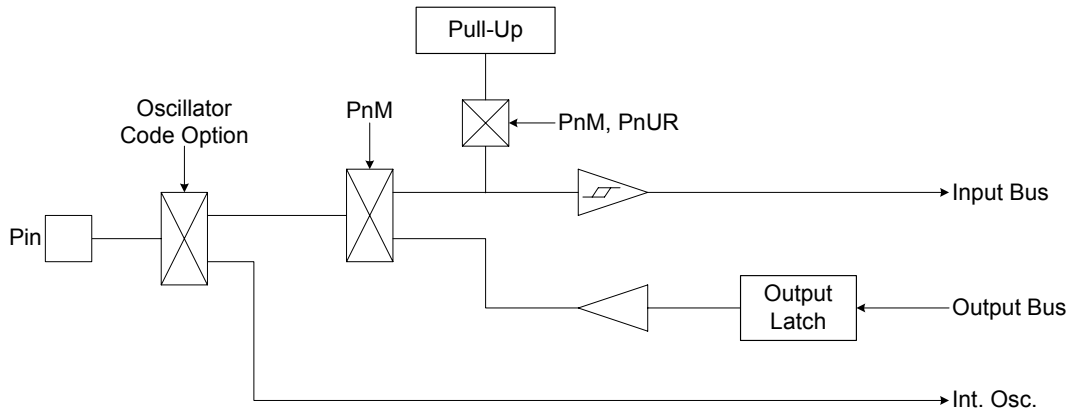 Pull-Up
Oscillator
Code Option
PnM
PnM, PnUR
Input Bus
Pin
Output
Latch
Output Bus
Int. Osc.